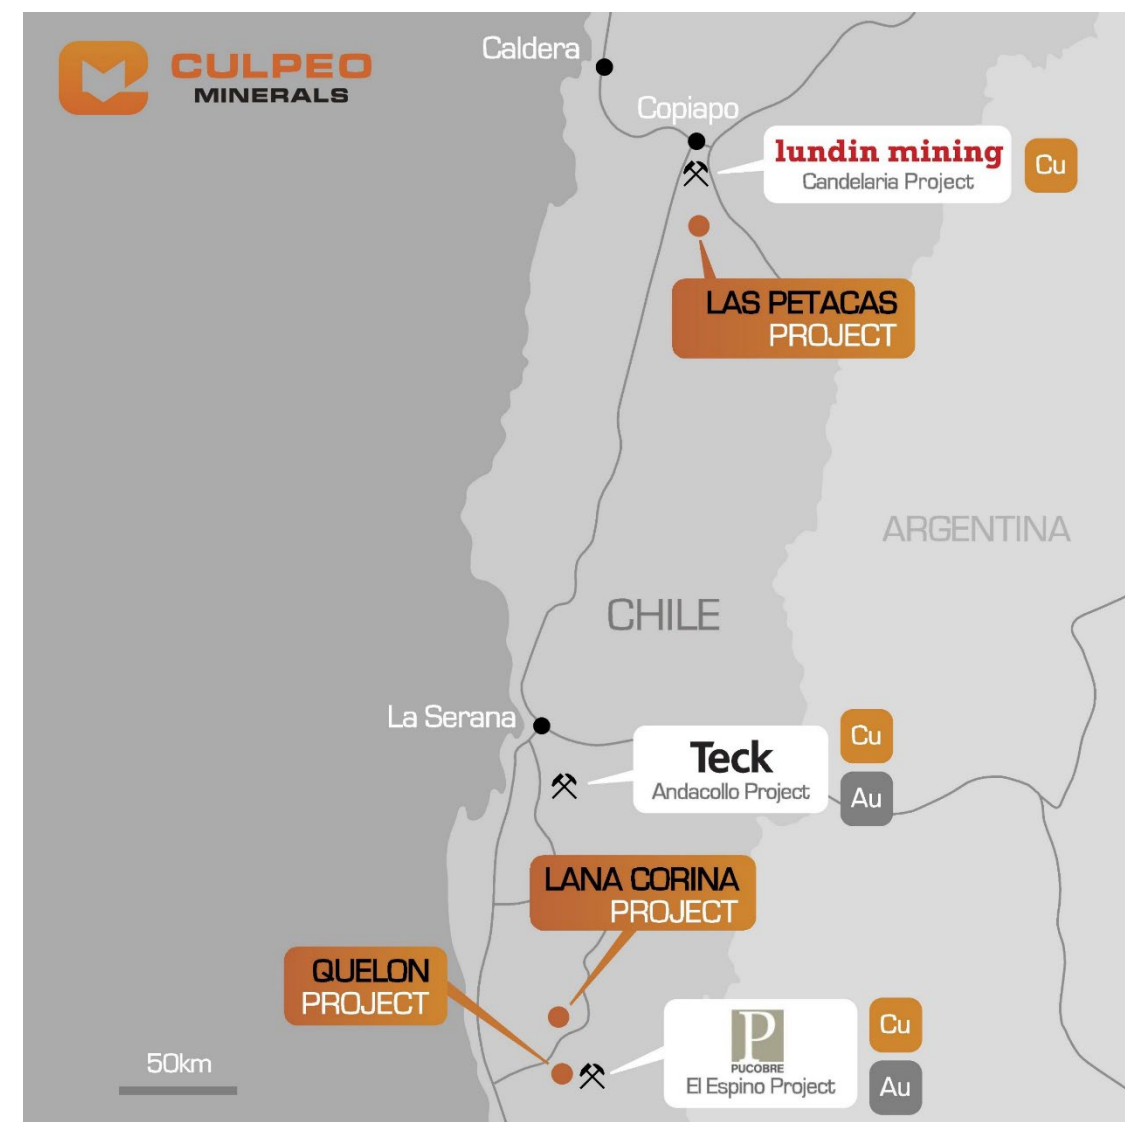 CULPEO
MINERALS
Caldera
Copiapo
lundin mining
Candelaria Project
Cu
LAS PETACAS
PROJECT
ARGENTINA
CHILE
La Serana
Teck
Andacollo Project
Cu
Au
LANA CORINA
PROJECT
QUELON
PROJECT
P
PUCOBRE
El Espino Project
Cu
Au
50km